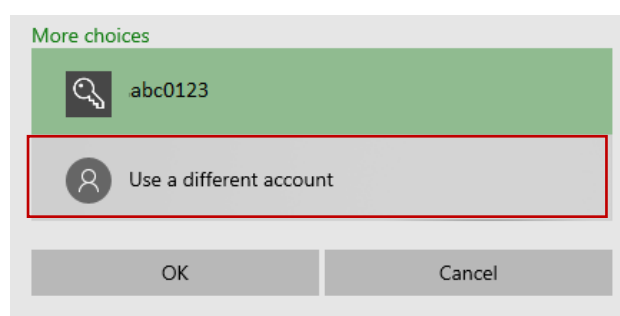 More choices
abc0123
Use a different account
OK
Cancel